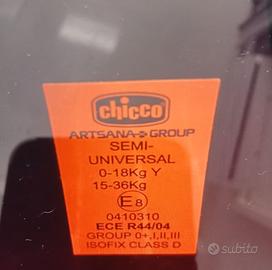 chicco
ARTSANA GROUP
SEMI-
UNIVERSAL
0-18Kg Y
15-36Kg
E8
0410310
ECE R44/04
GROUP 0+,I,II,III
ISOFIX CLASS D
subito